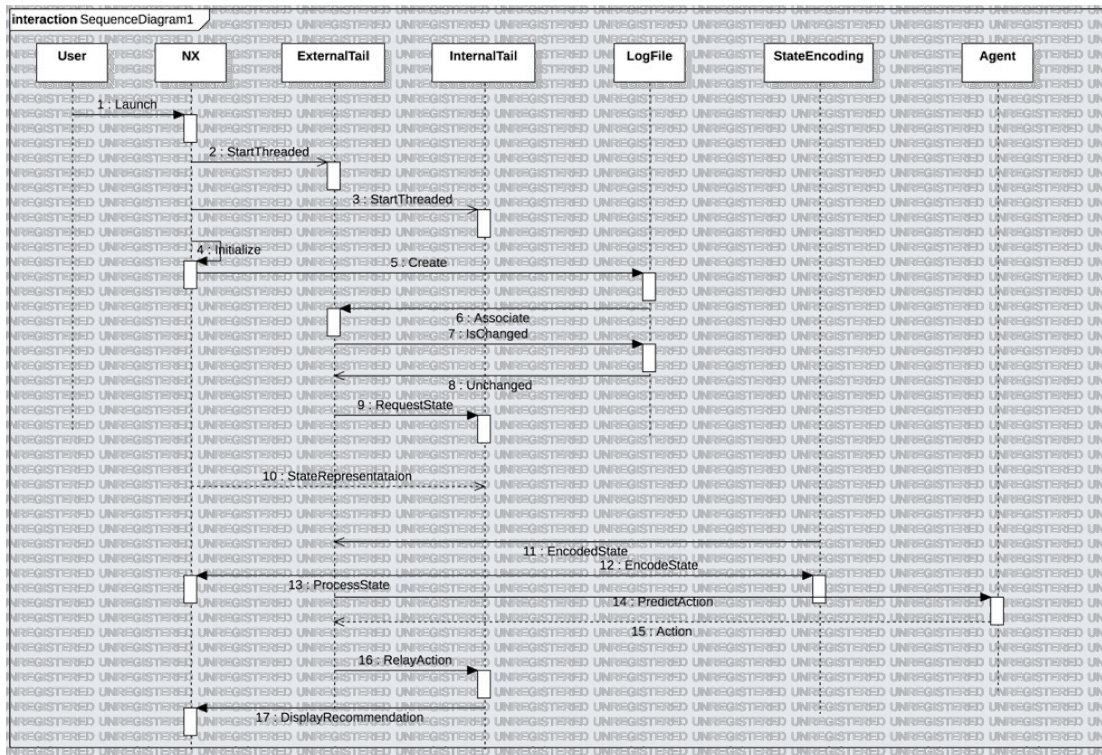 interaction SequenceDiagram1
User NX ExternalTail InternalTail LogFile StateEncoding Agent
1 : Launch
2 : StartThreaded
3 : StartThreaded
4 : Initialize
5 : Create
6 : Associate
7 : IsChanged
8 : Unchanged
9 : RequestState
10 : StateRepresentataion
11 : EncodedState
12 : EncodeState
13 : ProcessState
14 : PredictAction
15 : Action
16 : RelayAction
17 : DisplayRecommendation
UNREGISTERED